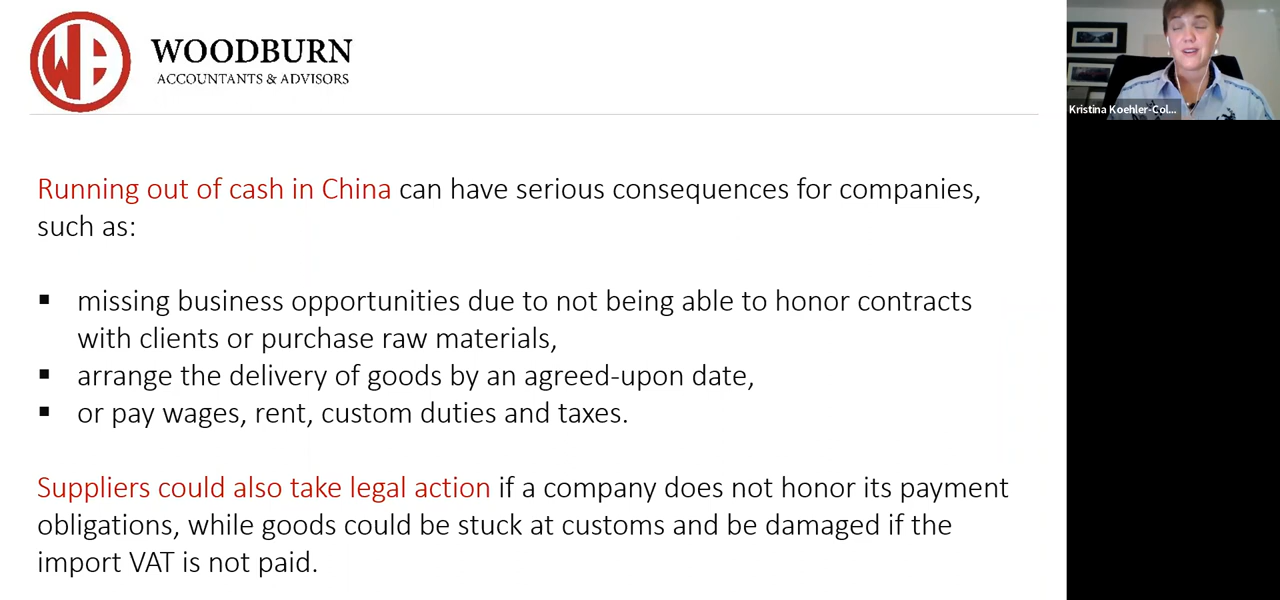 WOODBURN
ACCOUNTANTS & ADVISORS
Kristina Koehler-Col...
Running out of cash in China can have serious consequences for companies,
such as:
▪ missing business opportunities due to not being able to honor contracts
with clients or purchase raw materials,
▪ arrange the delivery of goods by an agreed-upon date,
▪ or pay wages, rent, custom duties and taxes.
Suppliers could also take legal action if a company does not honor its payment
obligations, while goods could be stuck at customs and be damaged if the
import VAT is not paid.